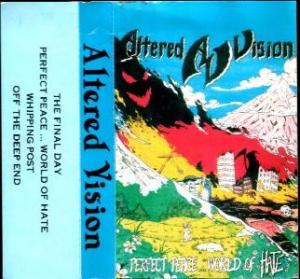 THE FINAL DAY
PERFECT PEACE ... WORLD OF HATE
WHIPPING POST
OFF THE DEEP END
Altered Vision
Altered AV Vision
PERFECT PEACE ... WORLD OF HATE